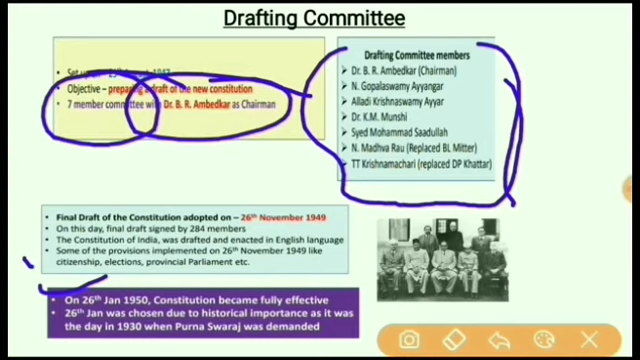 Drafting Committee
Set
August, 1947
Objective – preparing a draft of the new constitution
7 member committee with Dr. B. R. Ambedkar as Chairman
Drafting Committee members
Dr. B. R. Ambedkar (Chairman)
N. Gopalaswamy Ayyangar
Alladi Krishnaswamy Ayyar
Dr. K.M. Munshi
Syed Mohammad Saadullah
N. Madhva Rau (Replaced BL Mitter)
TT Krishnamachari (replaced DP Khattar)
Final Draft of the Constitution adopted on – 26th November 1949
On this day, final draft signed by 284 members
The Constitution of India, was drafted and enacted in English language
Some of the provisions implemented on 26th November 1949 like
citizenship, elections, provincial Parliament etc.
On 26th Jan 1950, Constitution became fully effective
26th Jan was chosen due to historical importance as it was
the day in 1930 when Purna Swaraj was demanded